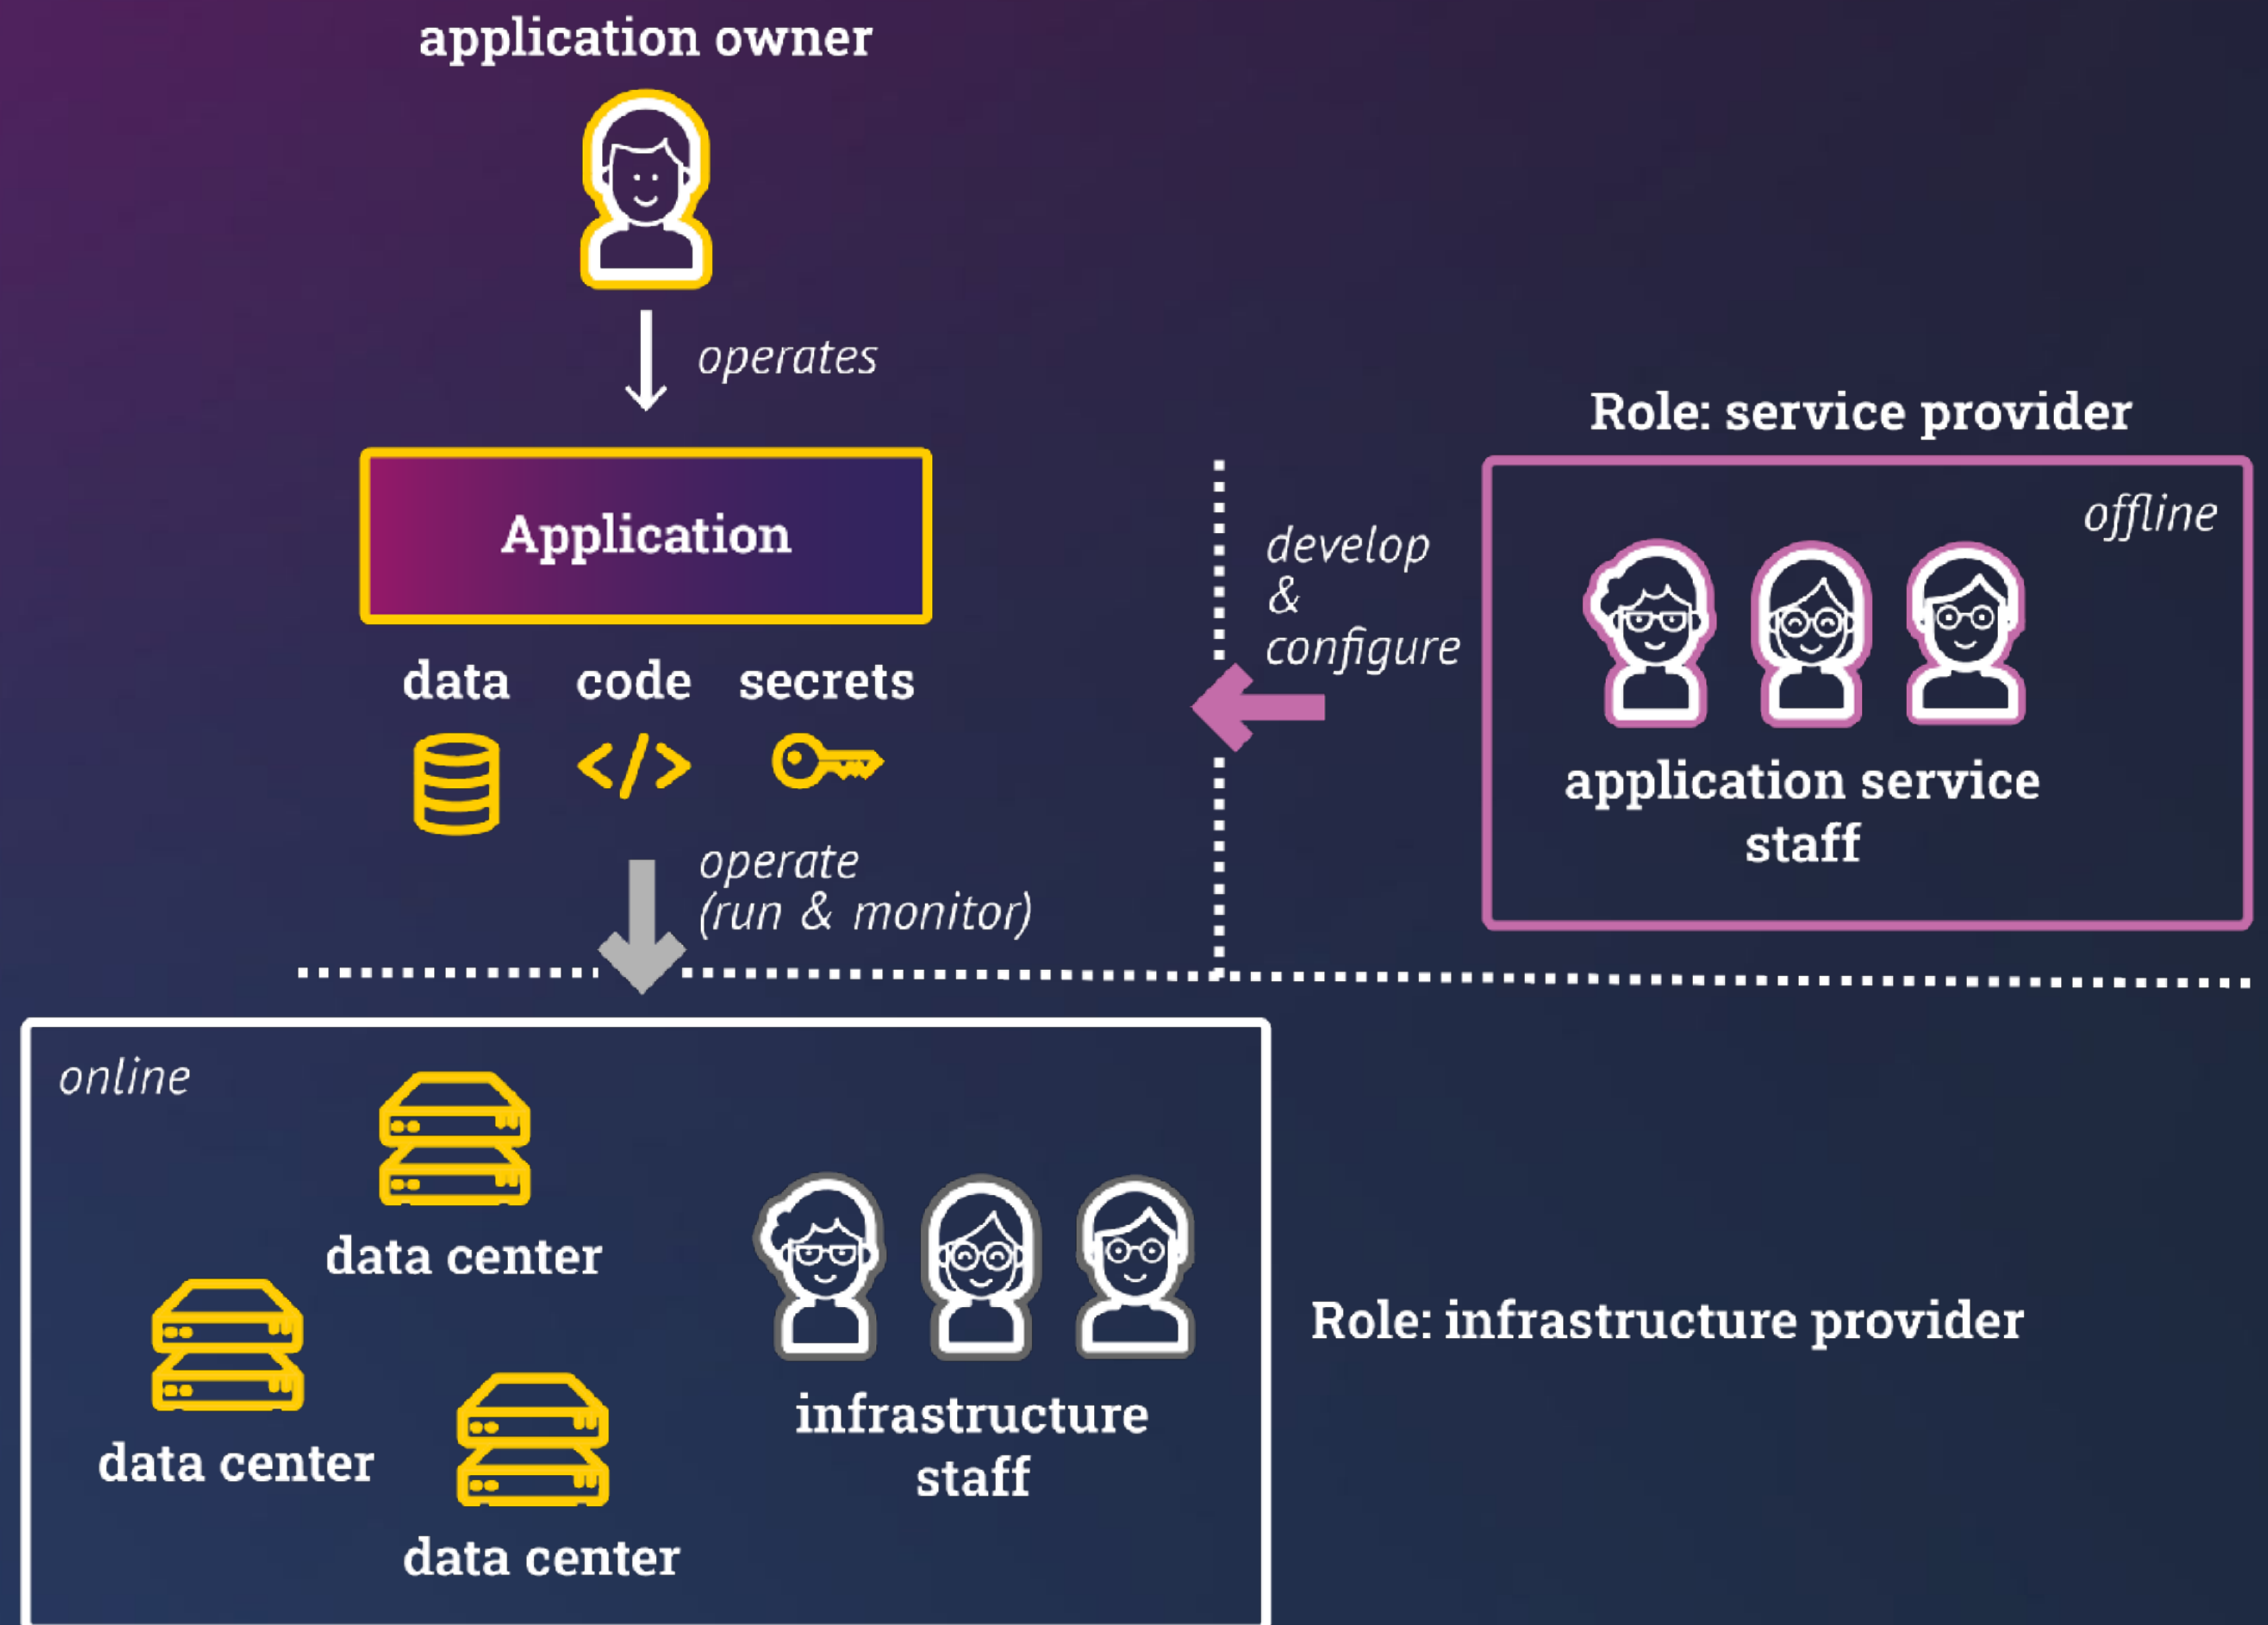 application owner
operates
Application
data code secrets
</>
operate
(run & monitor)
Role: service provider
offline
develop
&
configure
application service
staff
online
data center
data center
data center
infrastructure
staff
Role: infrastructure provider